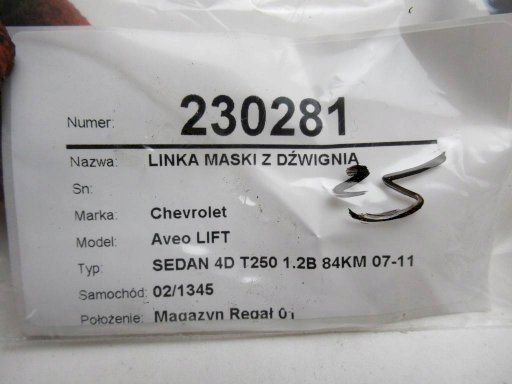 Numer: 230281
Nazwa: LINKA MASKI Z DŹWIGNIĄ
Sn:
Marka: Chevrolet
Model: Aveo LIFT
Typ: SEDAN 4D T250 1.2B 84KM 07-11
Samochód: 02/1345
Położenie: Magazyn Regał 01